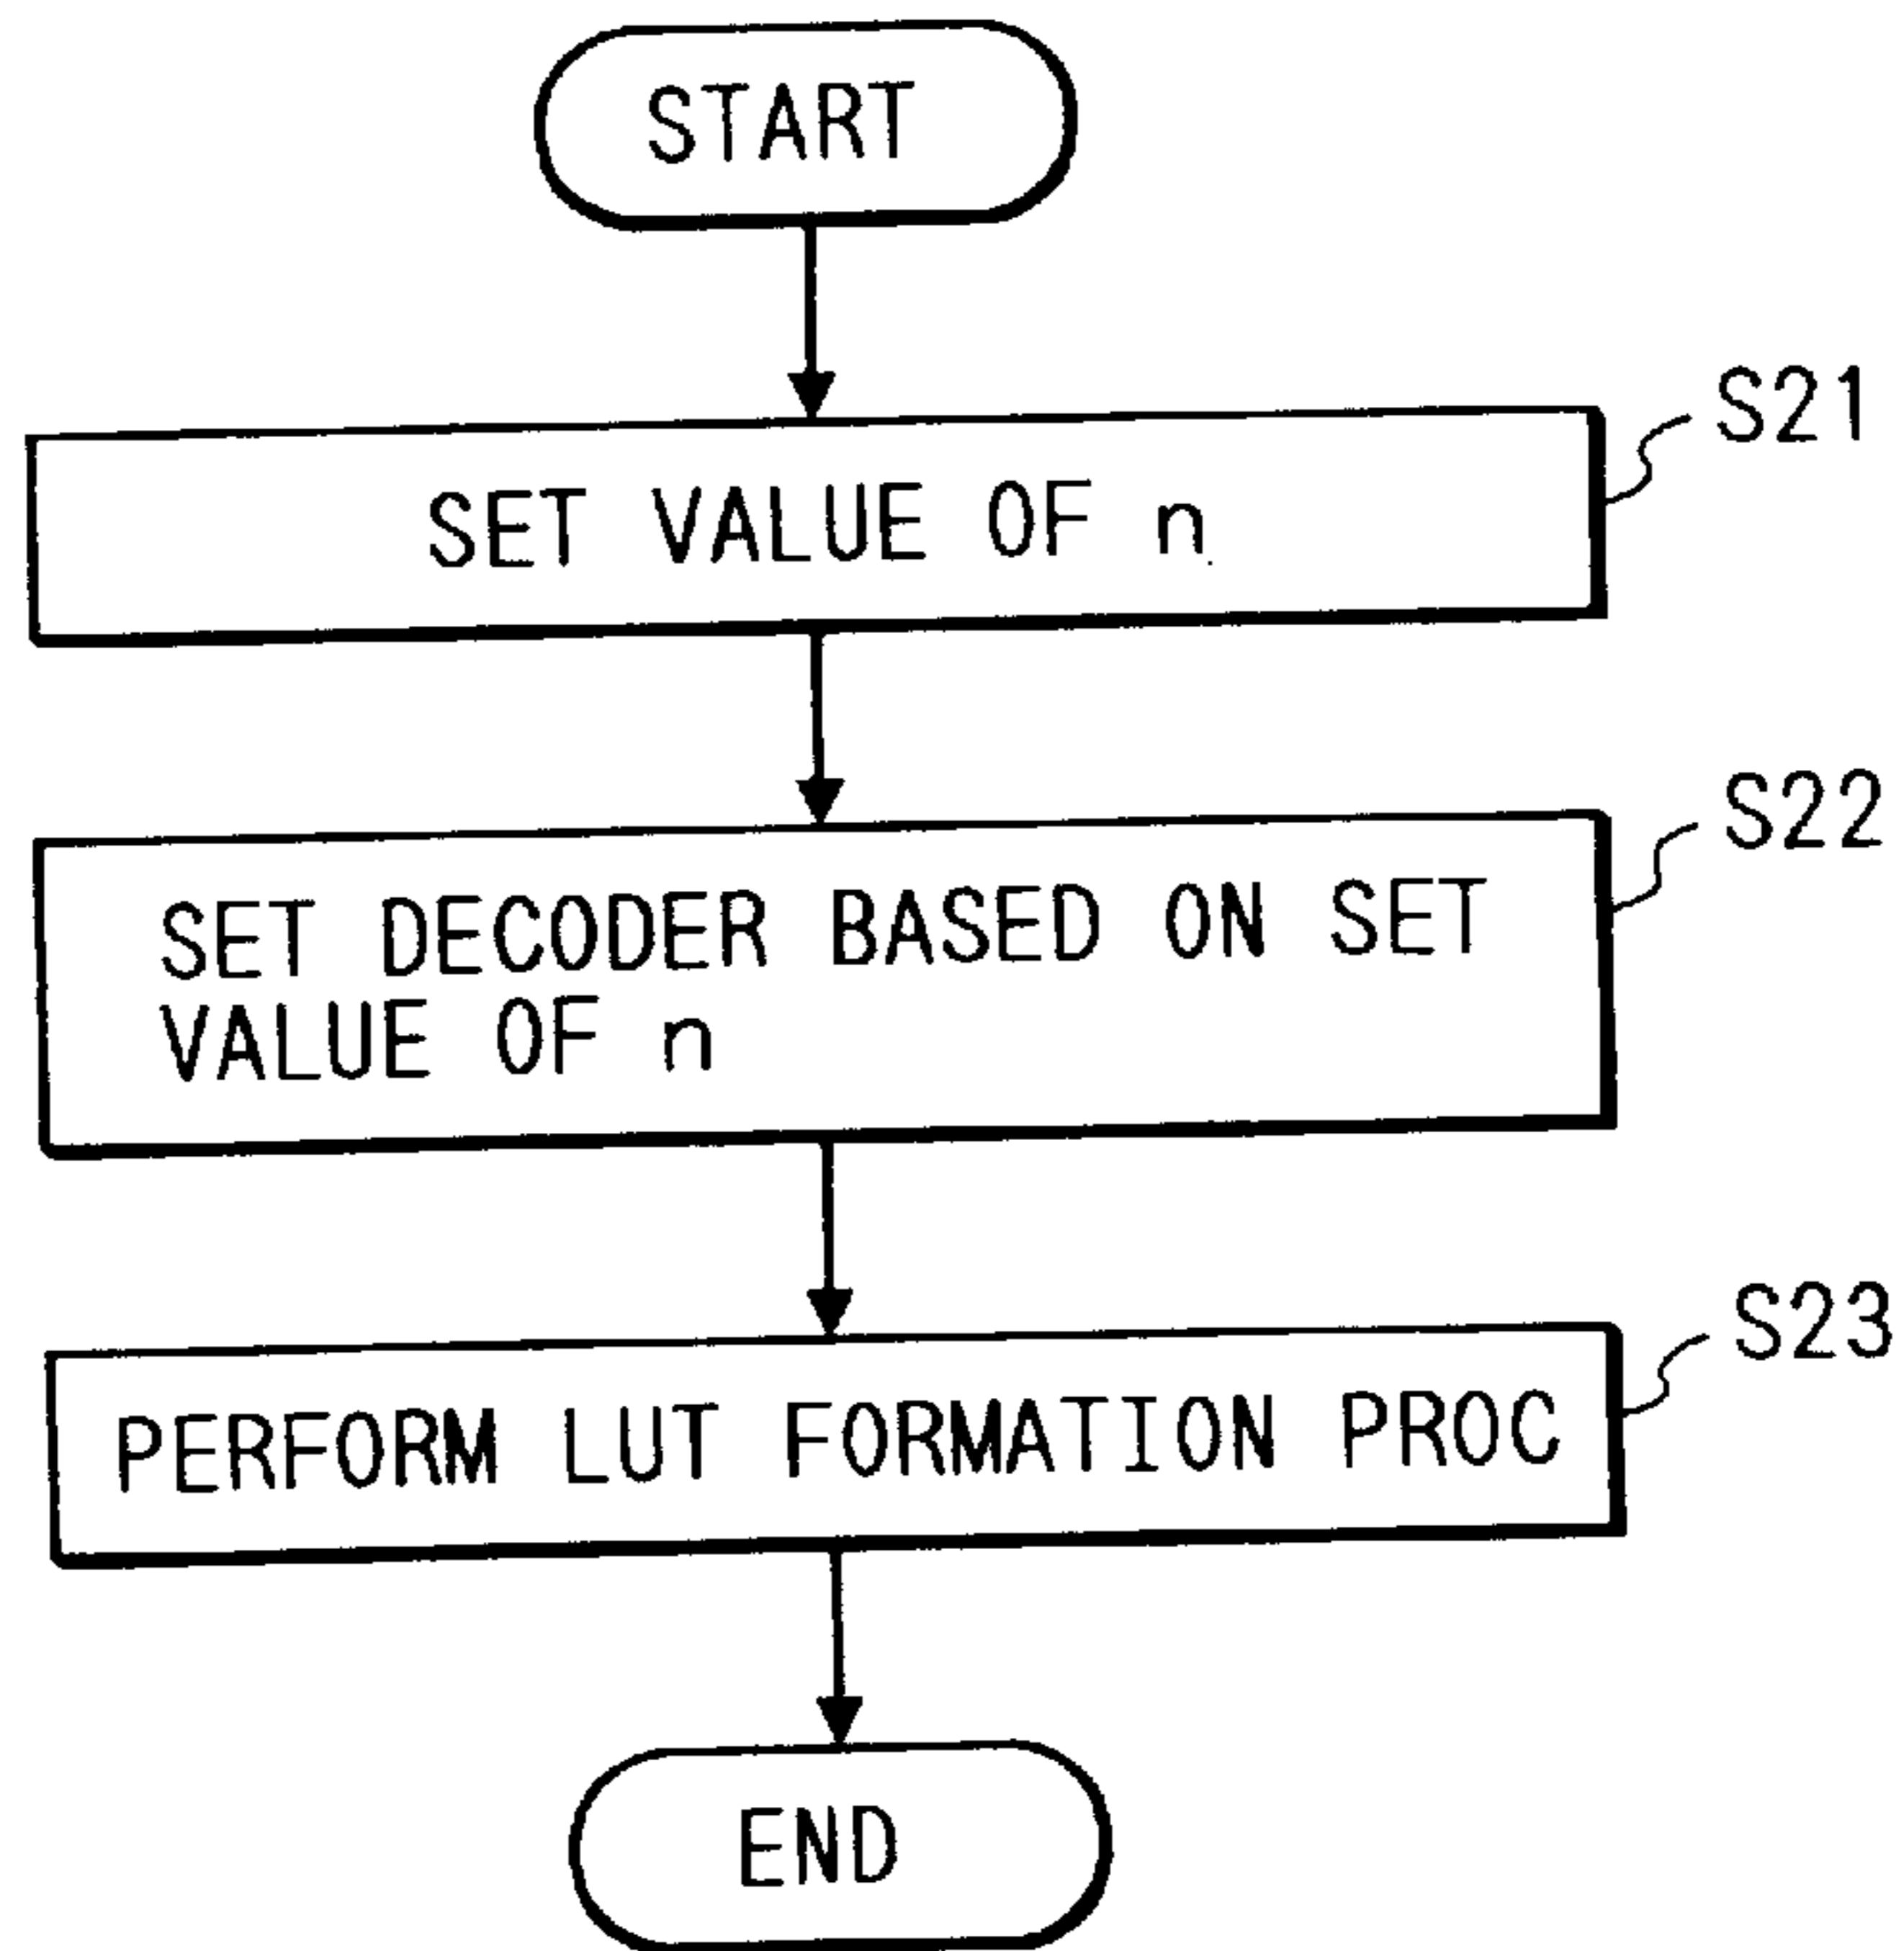 START
S21
SET VALUE OF n
S22
SET DECODER BASED ON SET
VALUE OF n
S23
PERFORM LUT FORMATION PROC
END